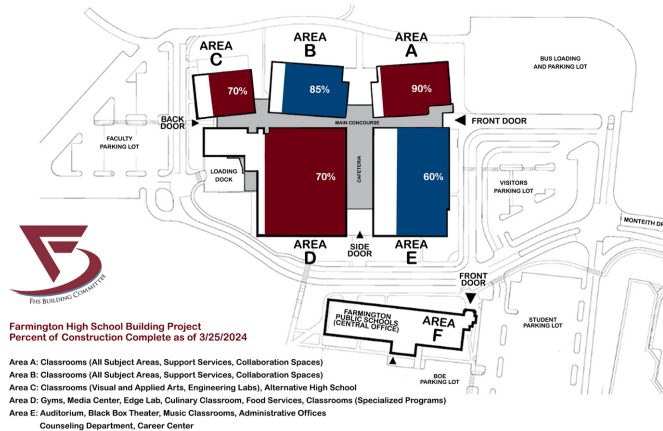 AREA
C
AREA
B
AREA
A
BUS LOADING
AND PARKING LOT
70%
85%
90%
BACK
DOOR
MAIN CONCOURSE
FRONT DOOR
FACULTY
PARKING LOT
LOADING
DOCK
CAFETERIA
70%
60%
VISITORS
PARKING LOT
MONTEITH DR
AREA
D
SIDE
DOOR
AREA
E
FRONT
DOOR
FHS BUILDING COMMITTEE
FARMINGTON
PUBLIC SCHOOLS
(CENTRAL OFFICE)
AREA
F
STUDENT
PARKING LOT
BOE
PARKING LOT
Farmington High School Building Project
Percent of Construction Complete as of 3/25/2024
Area A: Classrooms (All Subject Areas, Support Services, Collaboration Spaces)
Area B: Classrooms (All Subject Areas, Support Services, Collaboration Spaces)
Area C: Classrooms (Visual and Applied Arts, Engineering Labs), Alternative High School
Area D: Gyms, Media Center, Edge Lab, Culinary Classroom, Food Services, Classrooms (Specialized Programs)
Area E: Auditorium, Black Box Theater, Music Classrooms, Administrative Offices
Counseling Department, Career Center